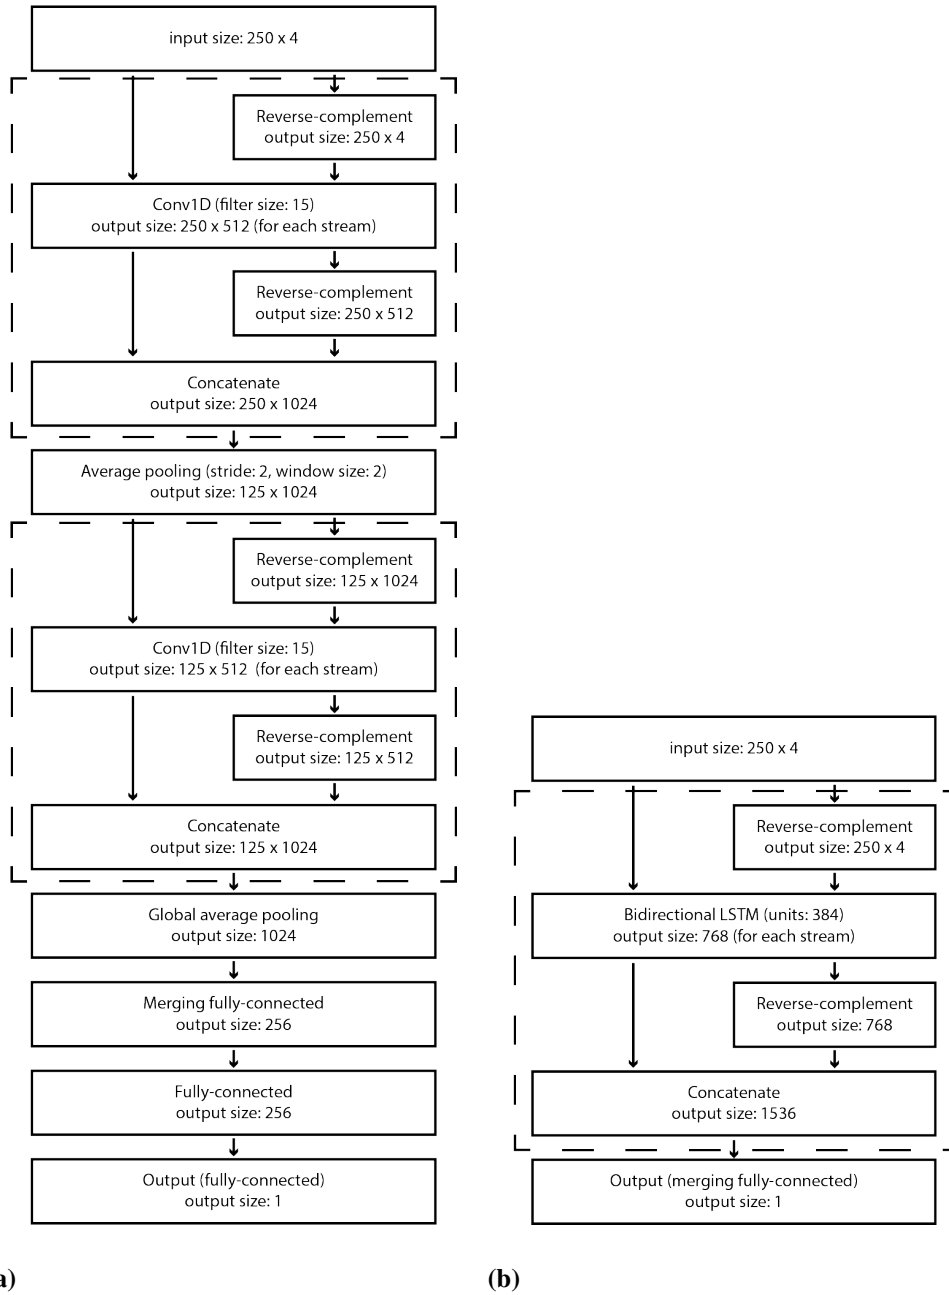 input size: 250 x 4
Reverse-complement
output size: 250 x 4
Conv1D (filter size: 15)
output size: 250 x 512 (for each stream)
Reverse-complement
output size: 250 x 512
Concatenate
output size: 250 x 1024
Average pooling (stride: 2, window size: 2)
output size: 125 x 1024
Reverse-complement
output size: 125 x 1024
Conv1D (filter size: 15)
output size: 125 x 512 (for each stream)
Reverse-complement
output size: 125 x 512
Concatenate
output size: 125 x 1024
Global average pooling
output size: 1024
Merging fully-connected
output size: 256
Fully-connected
output size: 256
Output (fully-connected)
output size: 1
a)
input size: 250 x 4
Reverse-complement
output size: 250 x 4
Bidirectional LSTM (units: 384)
output size: 768 (for each stream)
Reverse-complement
output size: 768
Concatenate
output size: 1536
Output (merging fully-connected)
output size: 1
(b)